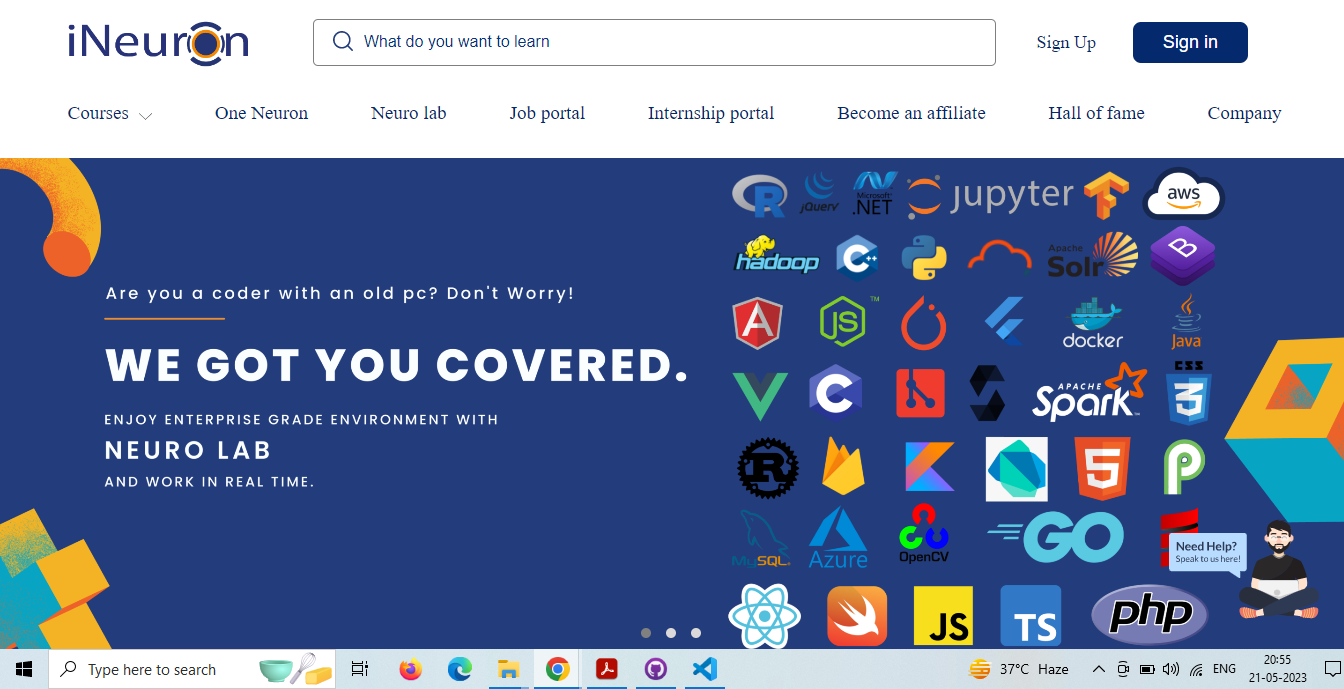 iNeuron
What do you want to learn
Sign Up
Sign in
Courses
One Neuron
Neuro lab
Job portal
Internship portal
Become an affiliate
Hall of fame
Company
Are you a coder with an old pc? Don't Worry!
WE GOT YOU COVERED.
ENJOY ENTERPRISE GRADE ENVIRONMENT WITH
NEURO LAB
AND WORK IN REAL TIME.
R
jQuery
Microsoft
.NET
jupyter
aws
hadoop
C++
Apache
Solr
B
A
JS
TM
docker
Java
C
APACHE
Spark
TM
CSS
3
R
5
P
MySQL
Azure
OpenCV
GO
Need Help?
Speak to us here!
JS
TS
php
Type here to search
37°C Haze
ENG
20:55
21-05-2023